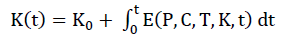 K(t) = K₀ + ∫₀ᵗ E(P, C, T, K, t) dt